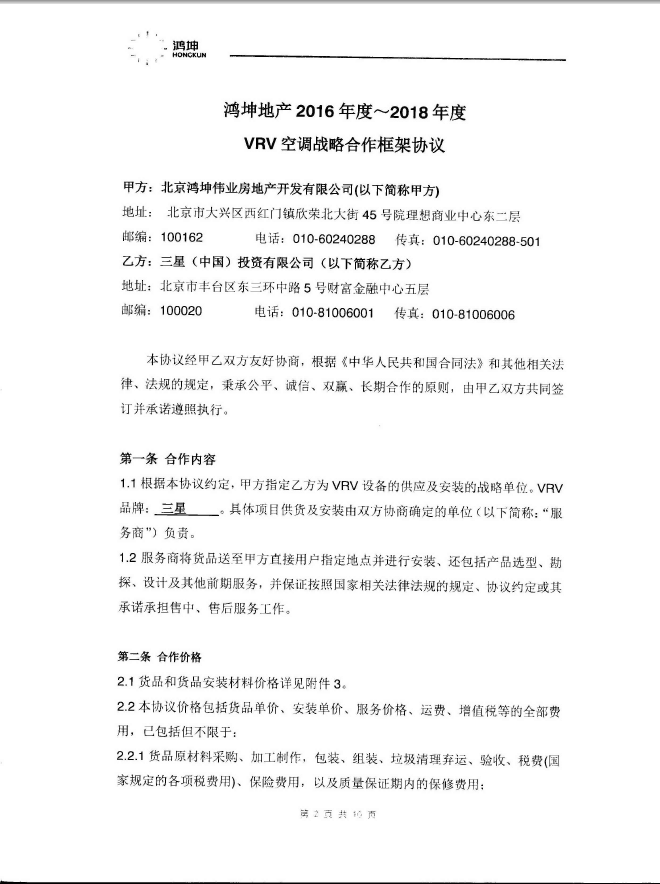 鸿坤
HONGKUN
鸿坤地产 2016 年度～2018 年度
VRV 空调战略合作框架协议
甲方：北京鸿坤伟业房地产开发有限公司(以下简称甲方)
地址： 北京市大兴区西红门镇欣荣北大街 45 号院理想商业中心东二层
邮编：100162 电话：010-60240288 传真：010-60240288-501
乙方：三星（中国）投资有限公司（以下简称乙方）
地址：北京市丰台区东三环中路 5 号财富金融中心五层
邮编：100020 电话：010-81006001 传真：010-81006006
本协议经甲乙双方友好协商，根据《中华人民共和国合同法》和其他相关法
律、法规的规定，秉承公平、诚信、双赢、长期合作的原则，由甲乙双方共同签
订并承诺遵照执行。
第一条 合作内容
1.1 根据本协议约定，甲方指定乙方为 VRV 设备的供应及安装的战略单位。VRV
品牌：三星。具体项目供货及安装由双方协商确定的单位（以下简称：“服
务商”）负责。
1.2 服务商将货品送至甲方直接用户指定地点并进行安装、还包括产品选型、勘
探、设计及其他前期服务，并保证按照国家相关法律法规的规定、协议约定或其
承诺承担售中、售后服务工作。
第二条 合作价格
2.1 货品和货品安装材料价格详见附件 3。
2.2 本协议价格包括货品单价、安装单价、服务价格、运费、增值税等的全部费
用，已包括但不限于：
2.2.1 货品原材料采购、加工制作，包装、组装、垃圾清理弃运、验收、税费(国
家规定的各项税费用)、保险费用，以及质量保证期内的保修费用；
第 2 页 共 16 页